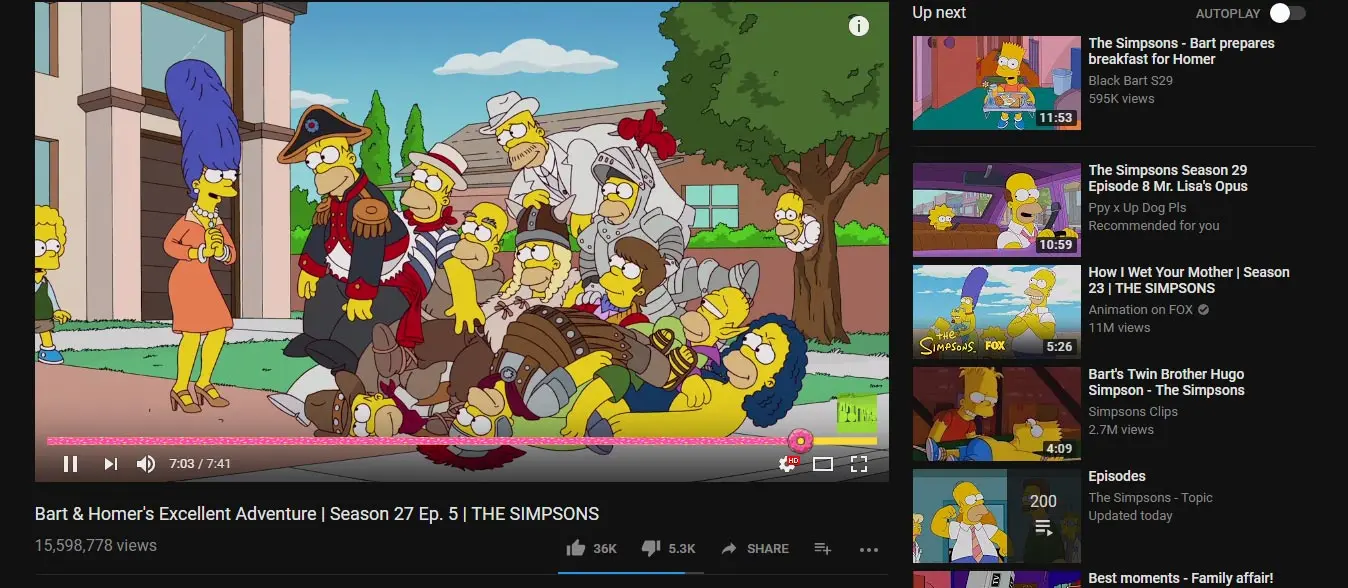 Up next
AUTOPLAY
The Simpsons - Bart prepares
breakfast for Homer
Black Bart S29
595K views
11:53
The Simpsons Season 29
Episode 8 Mr. Lisa's Opus
Ppy x Up Dog Pls
Recommended for you
10:59
How I Wet Your Mother | Season
23 | THE SIMPSONS
Animation on FOX
11M views
THE
SIMPSONS
FOX
5:26
Bart's Twin Brother Hugo
Simpson - The Simpsons
Simpsons Clips
2.7M views
4:09
Episodes
The Simpsons - Topic
Updated today
200
Best moments - Family affair!
7:03 / 7:41
HD
Bart & Homer's Excellent Adventure | Season 27 Ep. 5 | THE SIMPSONS
15,598,778 views
36K
5.3K
SHARE